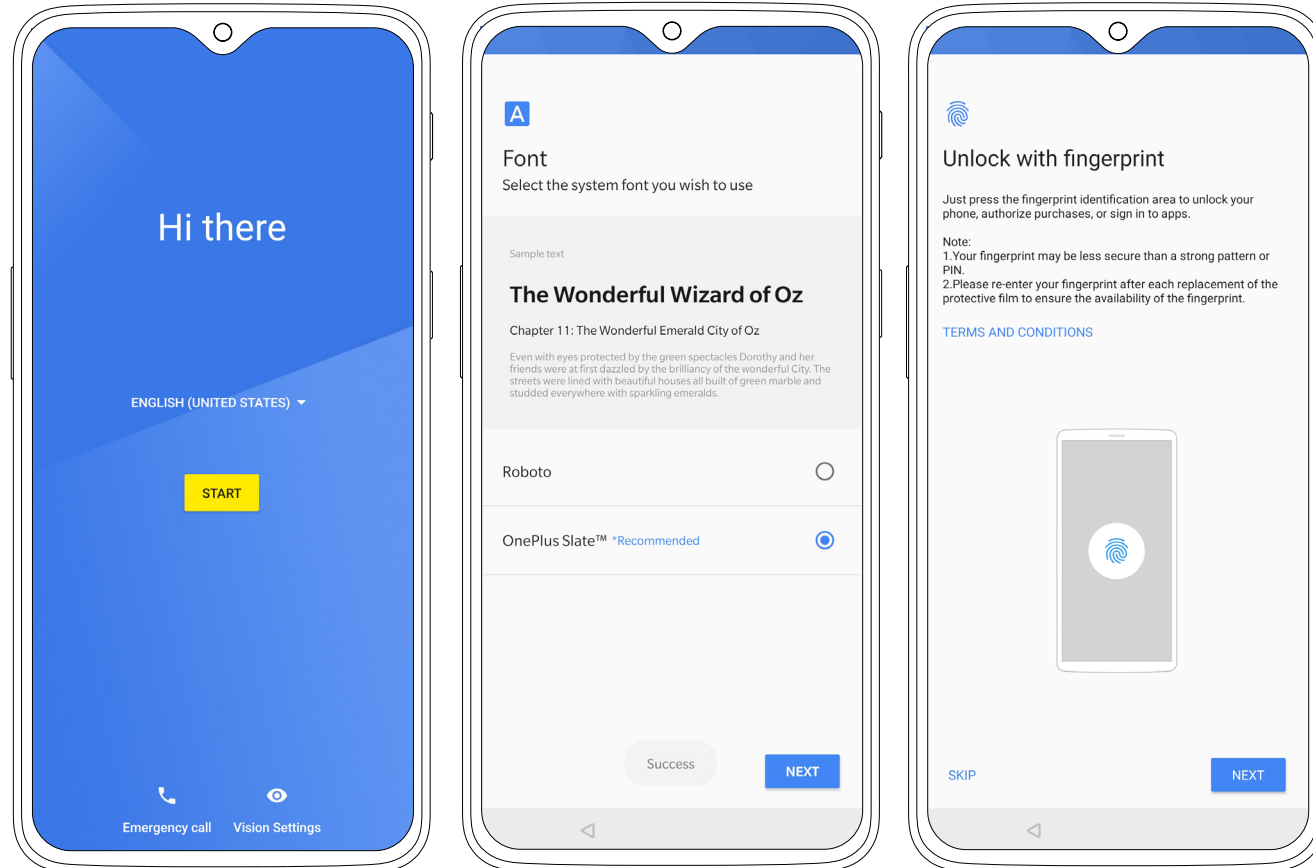 Hi there
ENGLISH (UNITED STATES)
START
Emergency call
Vision Settings
A
Font
Select the system font you wish to use
Sample text
The Wonderful Wizard of Oz
Chapter 11: The Wonderful Emerald City of Oz
Even with eyes protected by the green spectacles Dorothy and her
friends were at first dazzled by the brilliancy of the wonderful City. The
streets were lined with beautiful houses all built of green marble and
studded everywhere with sparkling emeralds.
Roboto
OnePlus Slate™ *Recommended
Success
NEXT
Unlock with fingerprint
Just press the fingerprint identification area to unlock your
phone, authorize purchases, or sign in to apps.
Note:
1.Your fingerprint may be less secure than a strong pattern or
PIN.
2.Please re-enter your fingerprint after each replacement of the
protective film to ensure the availability of the fingerprint.
TERMS AND CONDITIONS
SKIP
NEXT